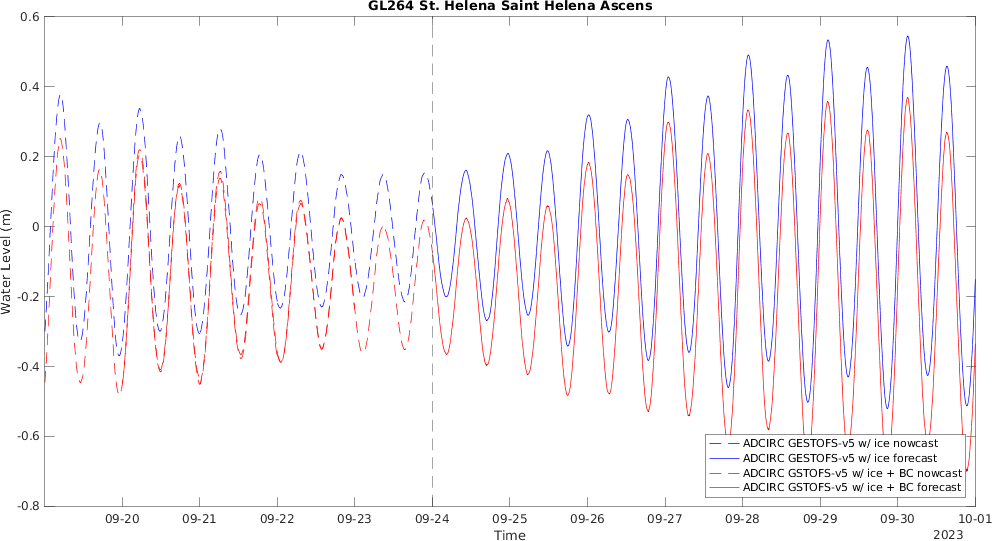 GL264 St. Helena Saint Helena Ascens
0.6
0.4
0.2
0
-0.2
-0.4
-0.6
-0.8
Water Level (m)
09-20 09-21 09-22 09-23 09-24 09-25 09-26 09-27 09-28 09-29 09-30 10-01
Time
2023
ADCIRC GESTOFS-v5 w/ ice nowcast
ADCIRC GESTOFS-v5 w/ ice forecast
ADCIRC GSTOFS-v5 w/ ice + BC nowcast
ADCIRC GSTOFS-v5 w/ ice + BC forecast